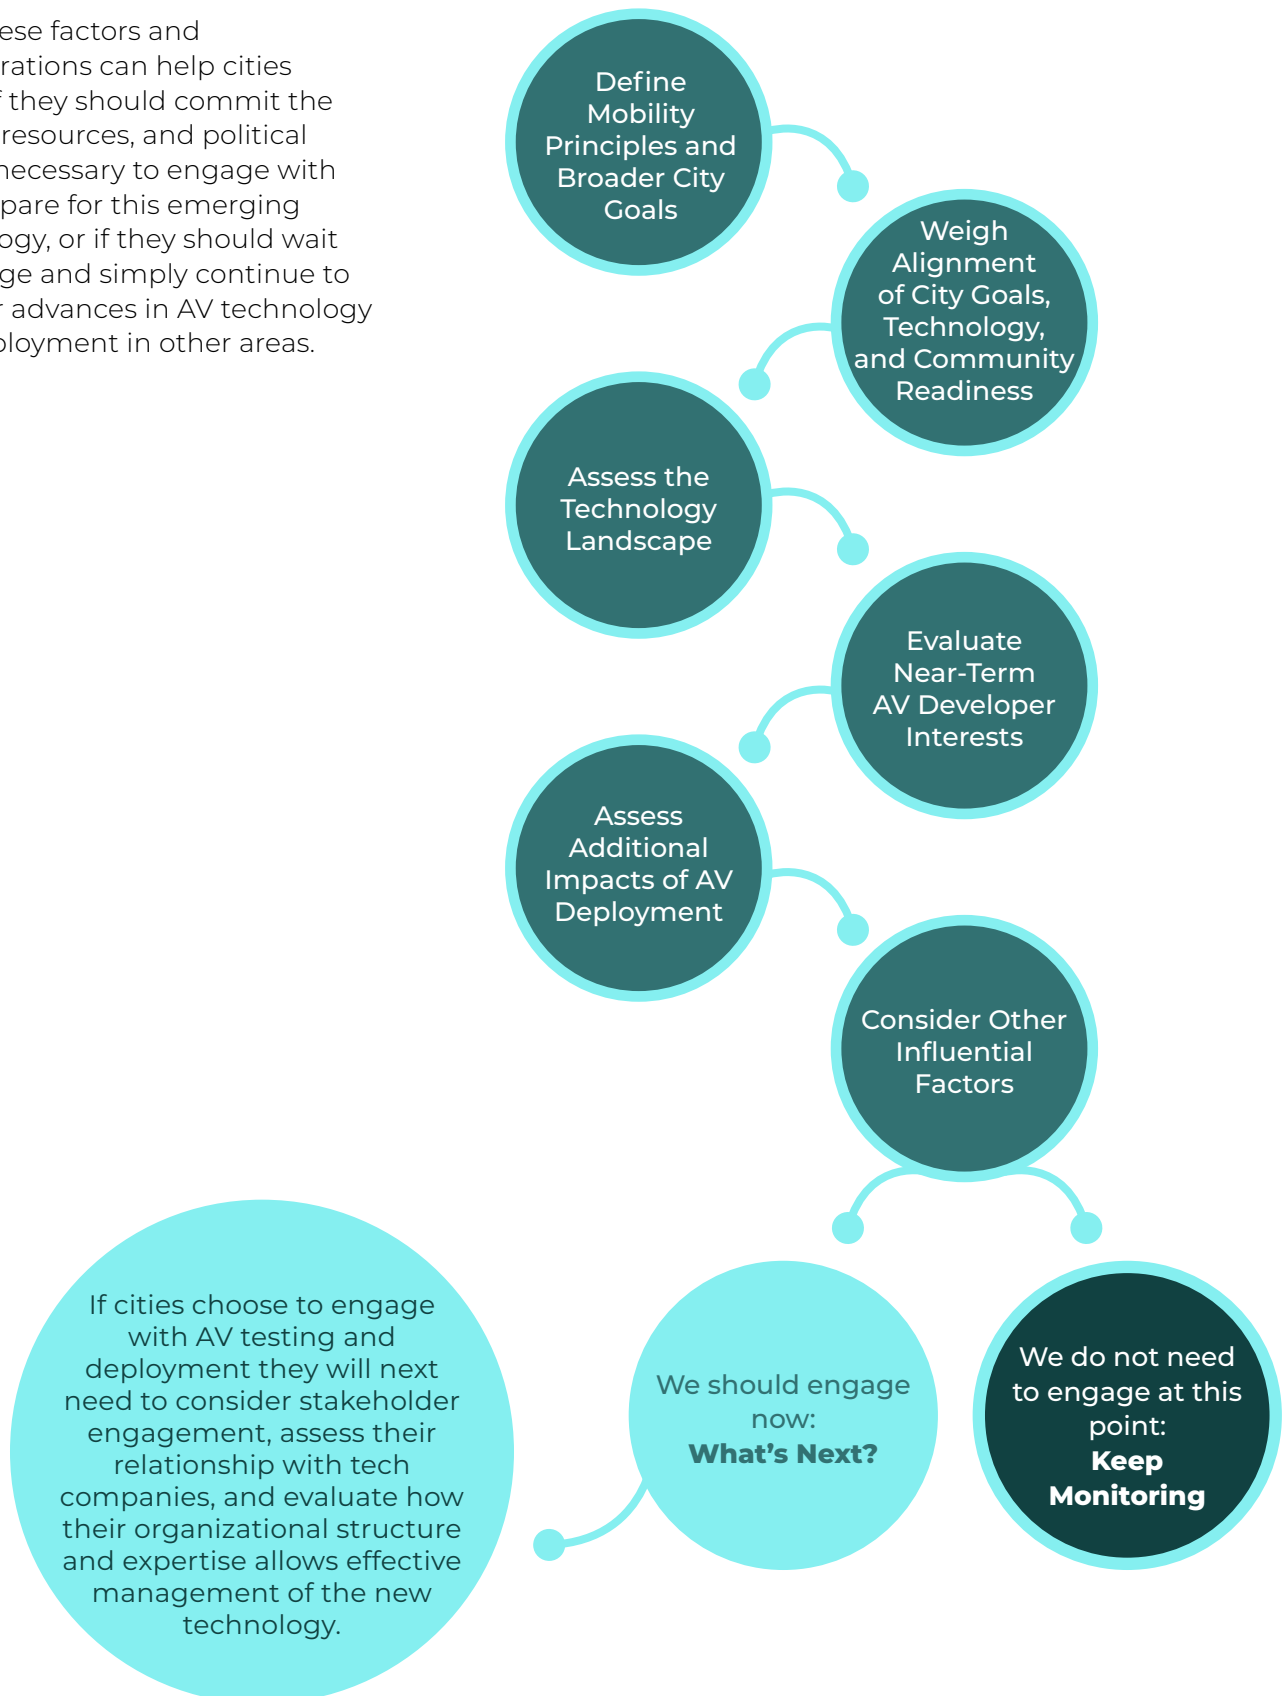 ese factors and
rations can help cities
f they should commit the
resources, and political
necessary to engage with
pare for this emerging
ogy, or if they should wait
ge and simply continue to
r advances in AV technology
ployment in other areas.
Define
Mobility
Principles and
Broader City
Goals
Weigh
Alignment
of City Goals,
Technology,
and Community
Readiness
Assess the
Technology
Landscape
Evaluate
Near-Term
AV Developer
Interests
Assess
Additional
Impacts of AV
Deployment
Consider Other
Influential
Factors
We should engage
now:
What’s Next?
We do not need
to engage at this
point:
Keep
Monitoring
If cities choose to engage
with AV testing and
deployment they will next
need to consider stakeholder
engagement, assess their
relationship with tech
companies, and evaluate how
their organizational structure
and expertise allows effective
management of the new
technology.